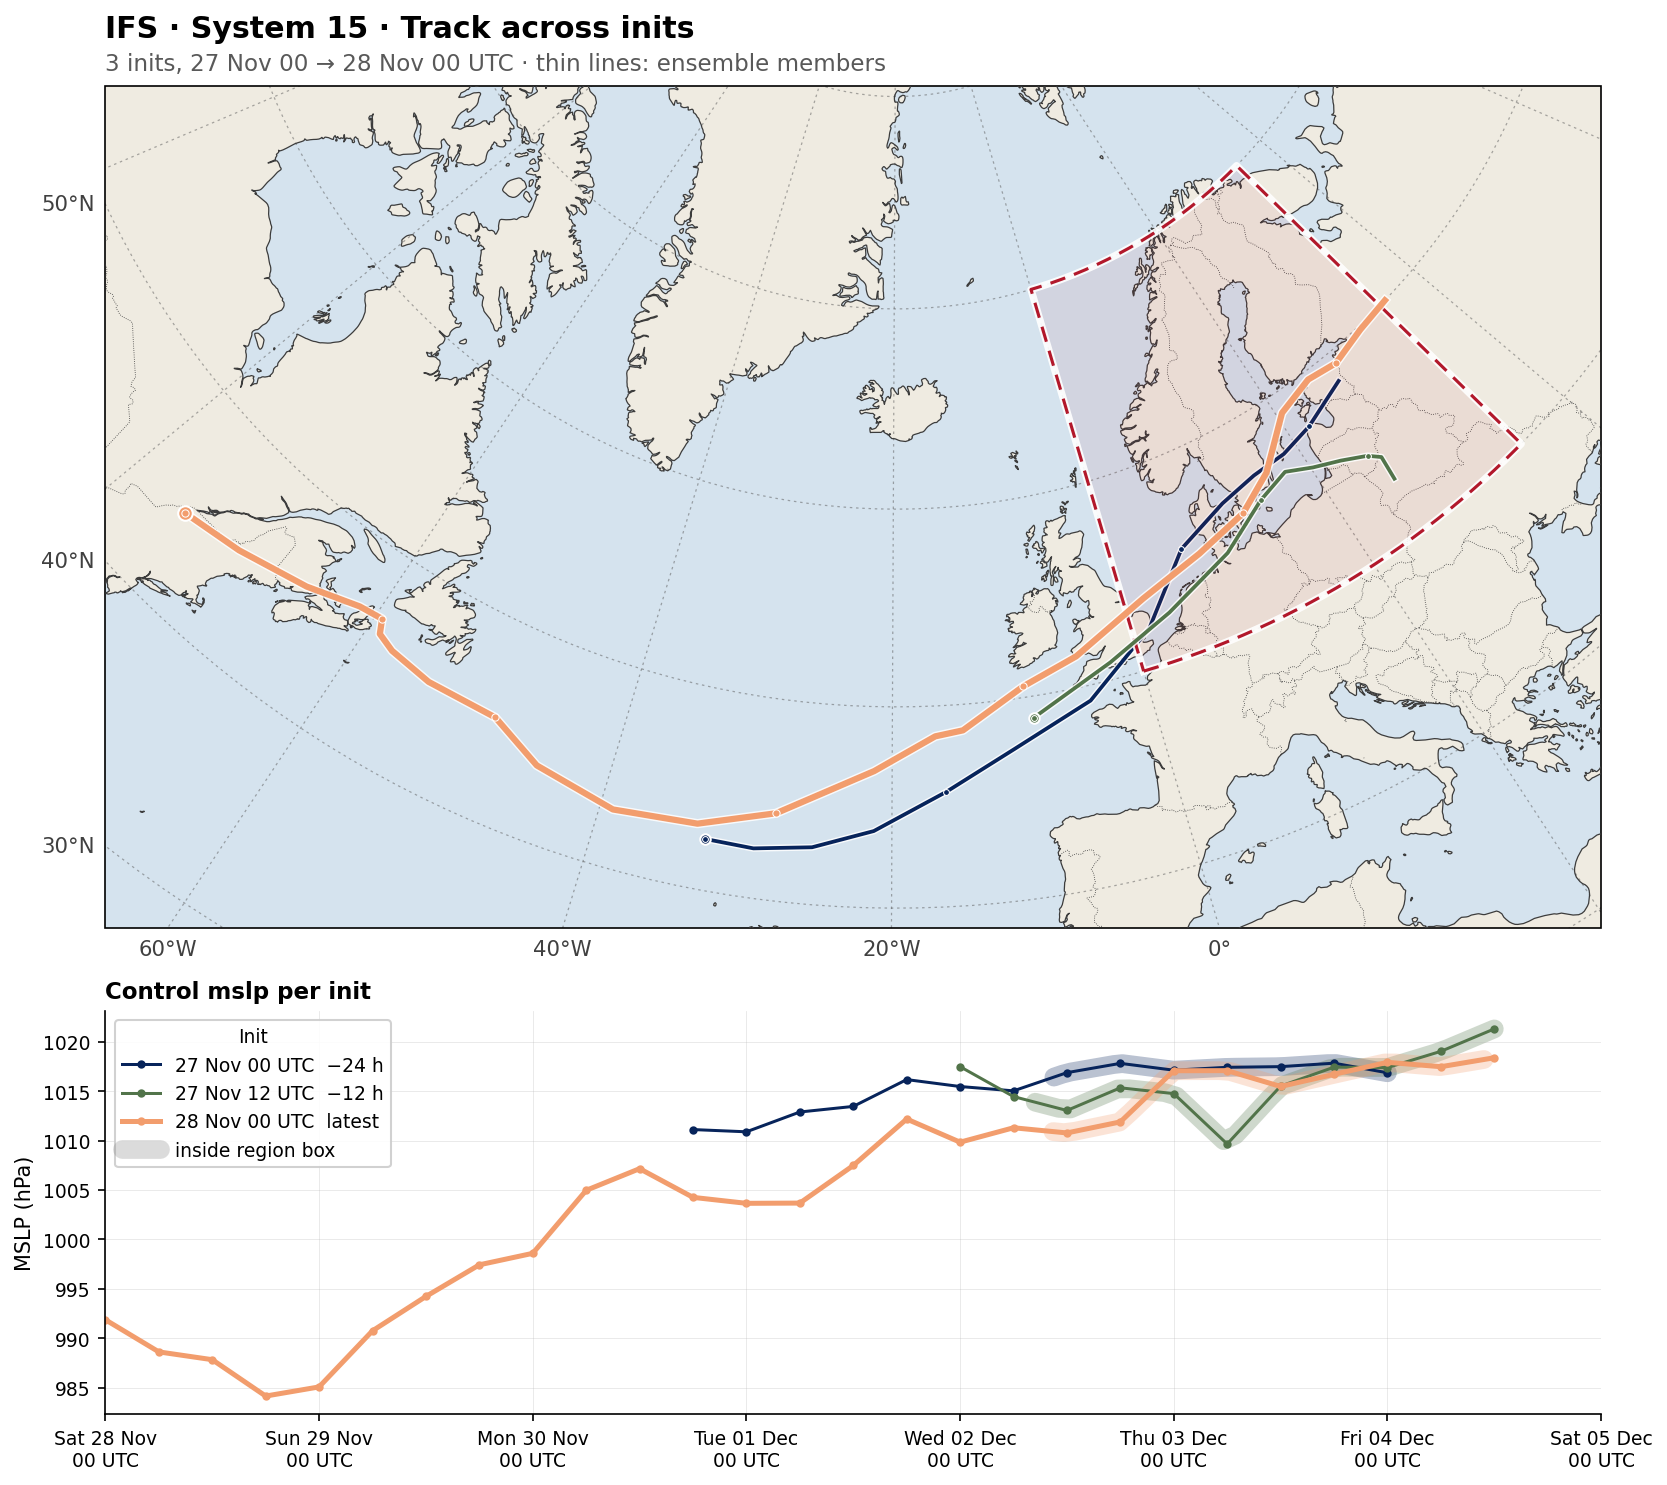 IFS · System 15 · Track across inits
3 inits, 27 Nov 00 → 28 Nov 00 UTC · thin lines: ensemble members
50°N
40°N
30°N
60°W
40°W
20°W
0°
Control mslp per init
MSLP (hPa)
1020
1015
1010
1005
1000
995
990
985
Init
27 Nov 00 UTC  −24 h
27 Nov 12 UTC  −12 h
28 Nov 00 UTC  latest
inside region box
Sat 28 Nov
00 UTC
Sun 29 Nov
00 UTC
Mon 30 Nov
00 UTC
Tue 01 Dec
00 UTC
Wed 02 Dec
00 UTC
Thu 03 Dec
00 UTC
Fri 04 Dec
00 UTC
Sat 05 Dec
00 UTC